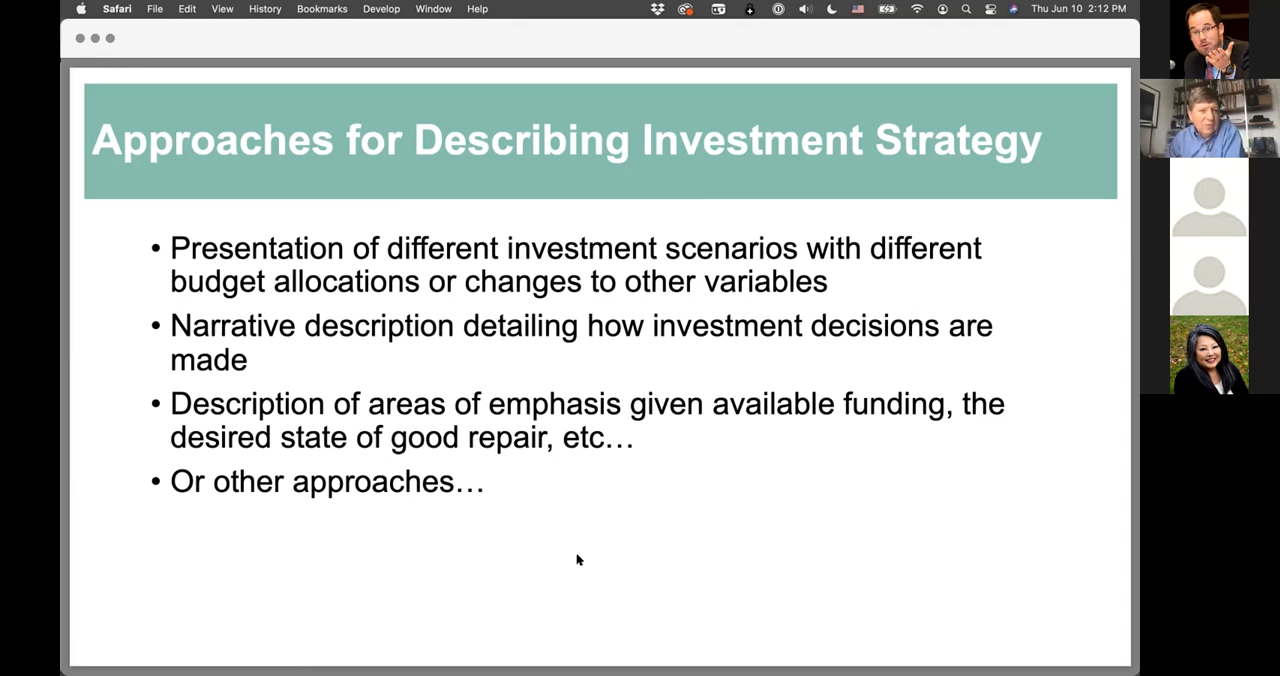 Safari File Edit View History Bookmarks Develop Window Help Thu Jun 10 2:12 PM
Approaches for Describing Investment Strategy
• Presentation of different investment scenarios with different
budget allocations or changes to other variables
• Narrative description detailing how investment decisions are
made
• Description of areas of emphasis given available funding, the
desired state of good repair, etc…
• Or other approaches…